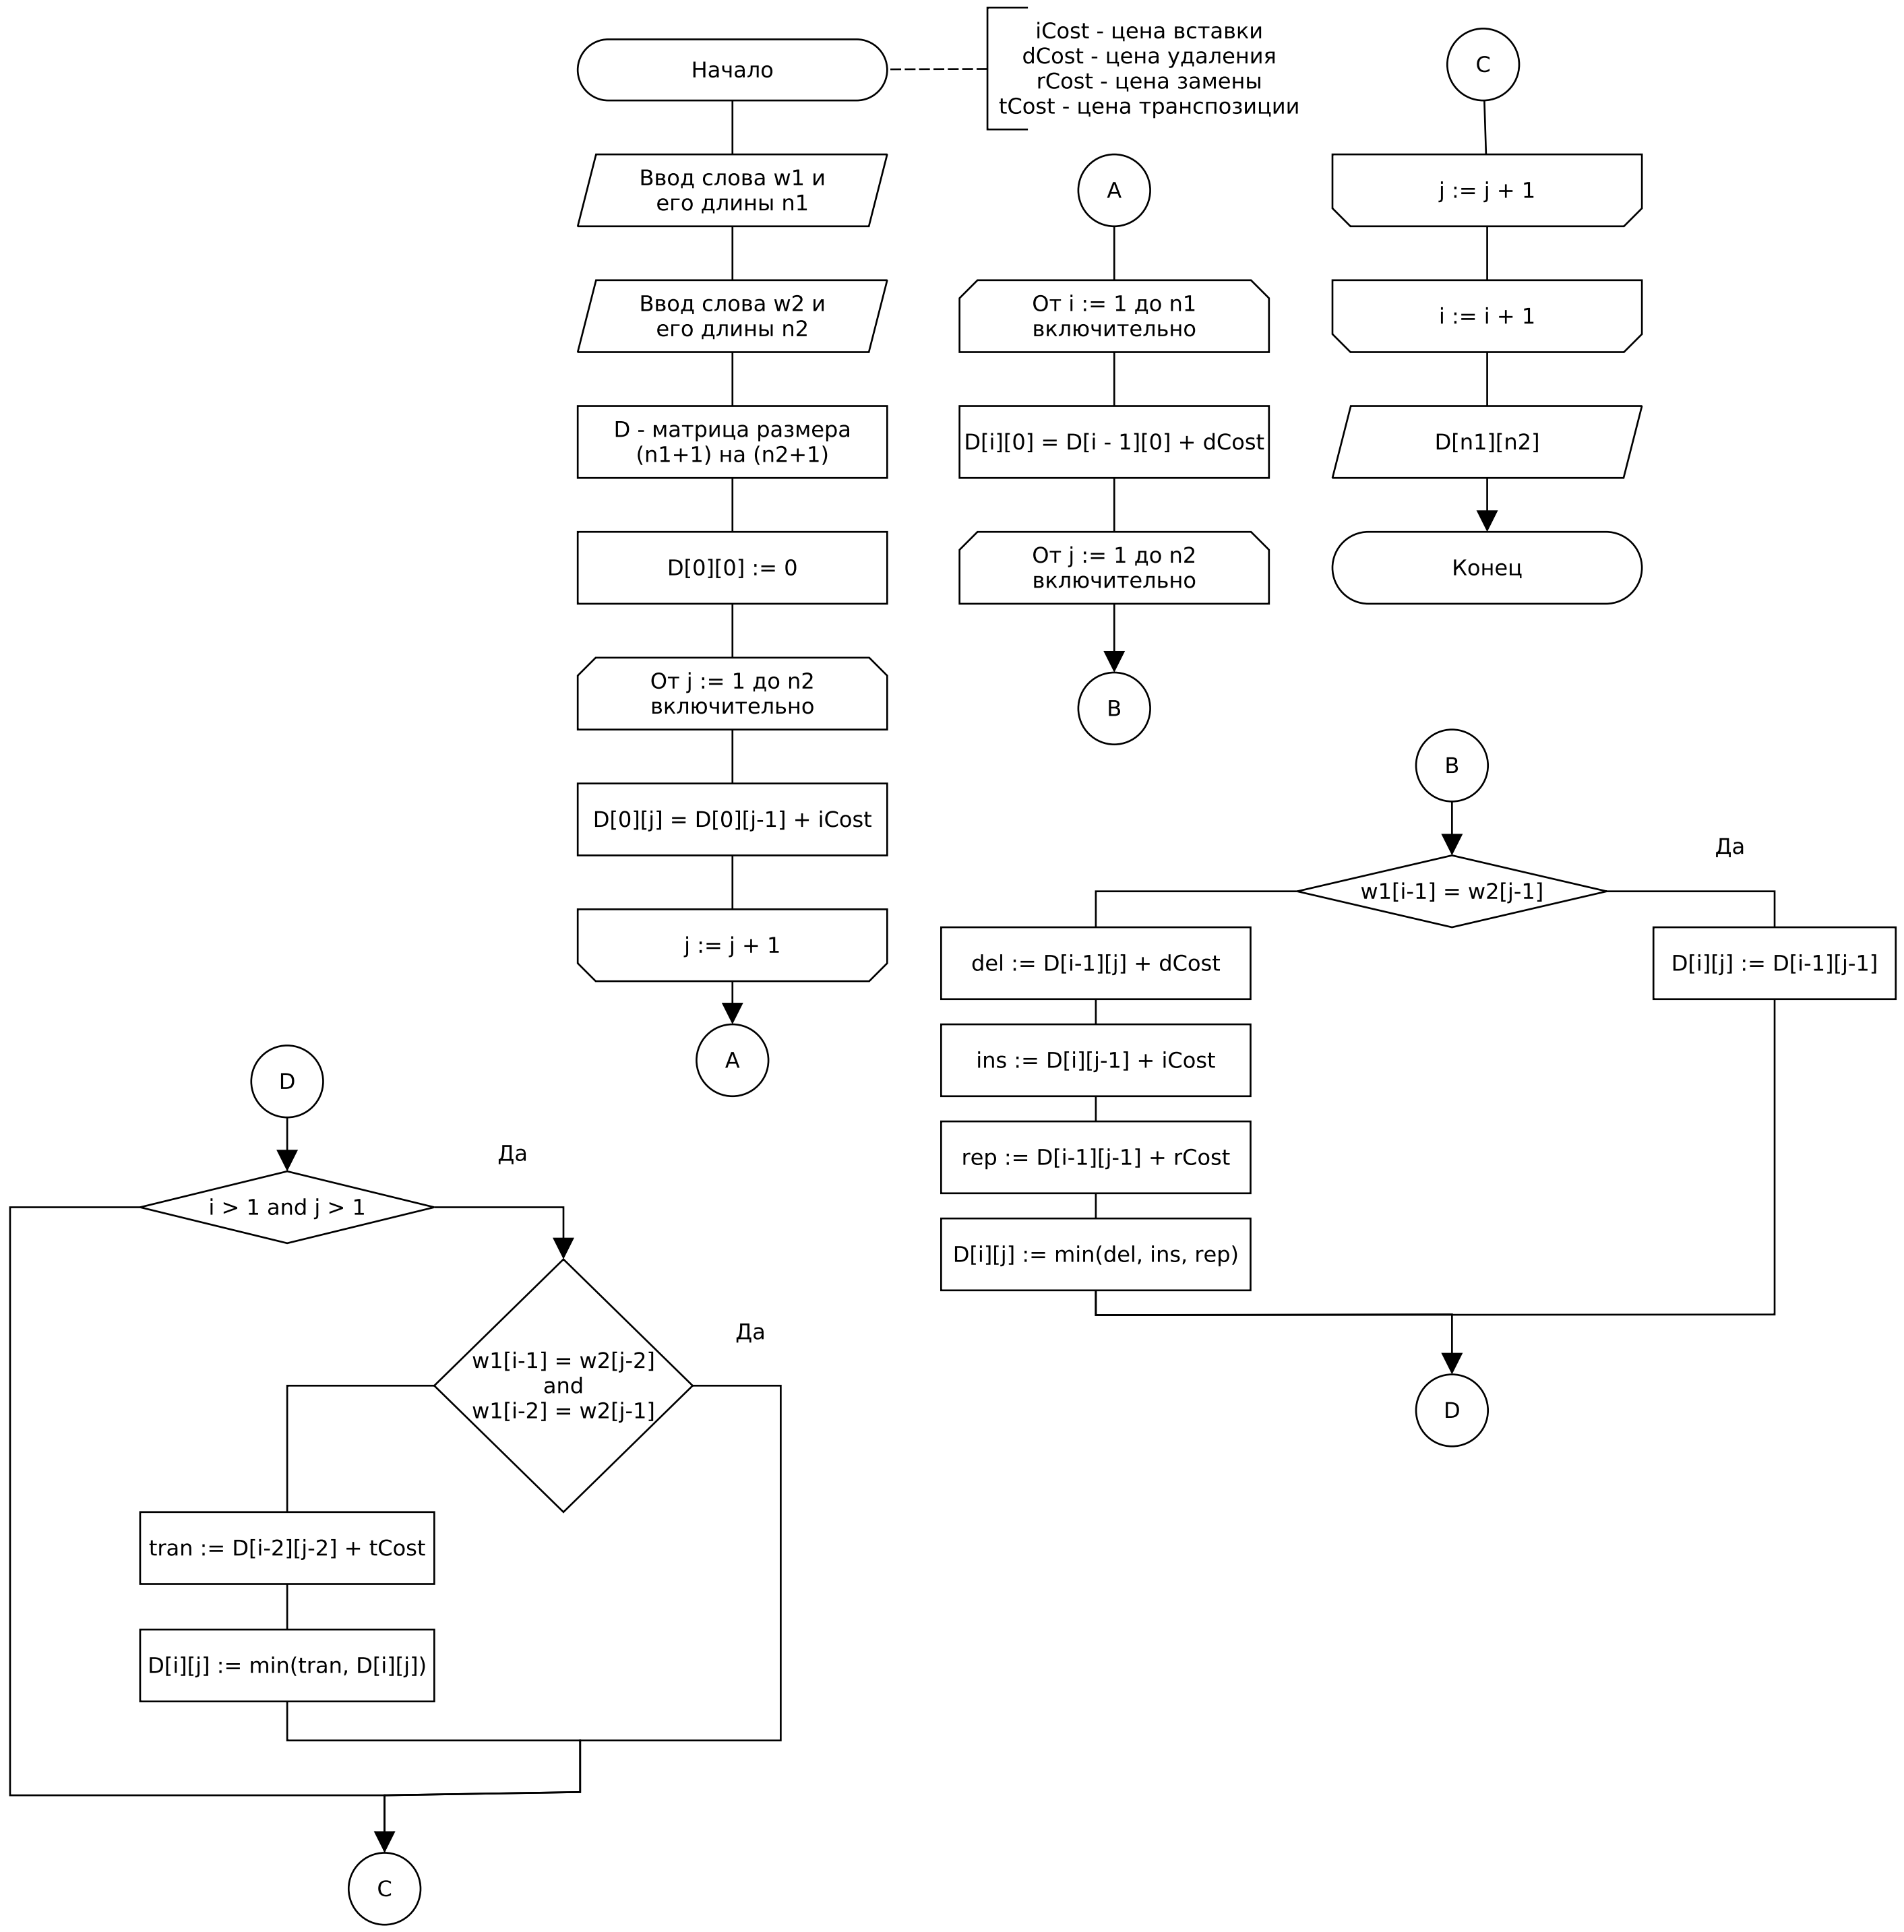 Начало
iCost - цена вставки
dCost - цена удаления
rCost - цена замены
tCost - цена транспозиции
Ввод слова w1 и
его длины n1
Ввод слова w2 и
его длины n2
D - матрица размера
(n1+1) на (n2+1)
D[0][0] := 0
От j := 1 до n2
включительно
D[0][j] = D[0][j-1] + iCost
j := j + 1
A
A
От i := 1 до n1
включительно
D[i][0] = D[i - 1][0] + dCost
От j := 1 до n2
включительно
B
B
w1[i-1] = w2[j-1]
Да
del := D[i-1][j] + dCost
ins := D[i][j-1] + iCost
rep := D[i-1][j-1] + rCost
D[i][j] := min(del, ins, rep)
D[i][j] := D[i-1][j-1]
D
D
i > 1 and j > 1
Да
w1[i-1] = w2[j-2]
and
w1[i-2] = w2[j-1]
Да
tran := D[i-2][j-2] + tCost
D[i][j] := min(tran, D[i][j])
C
C
j := j + 1
i := i + 1
D[n1][n2]
Конец